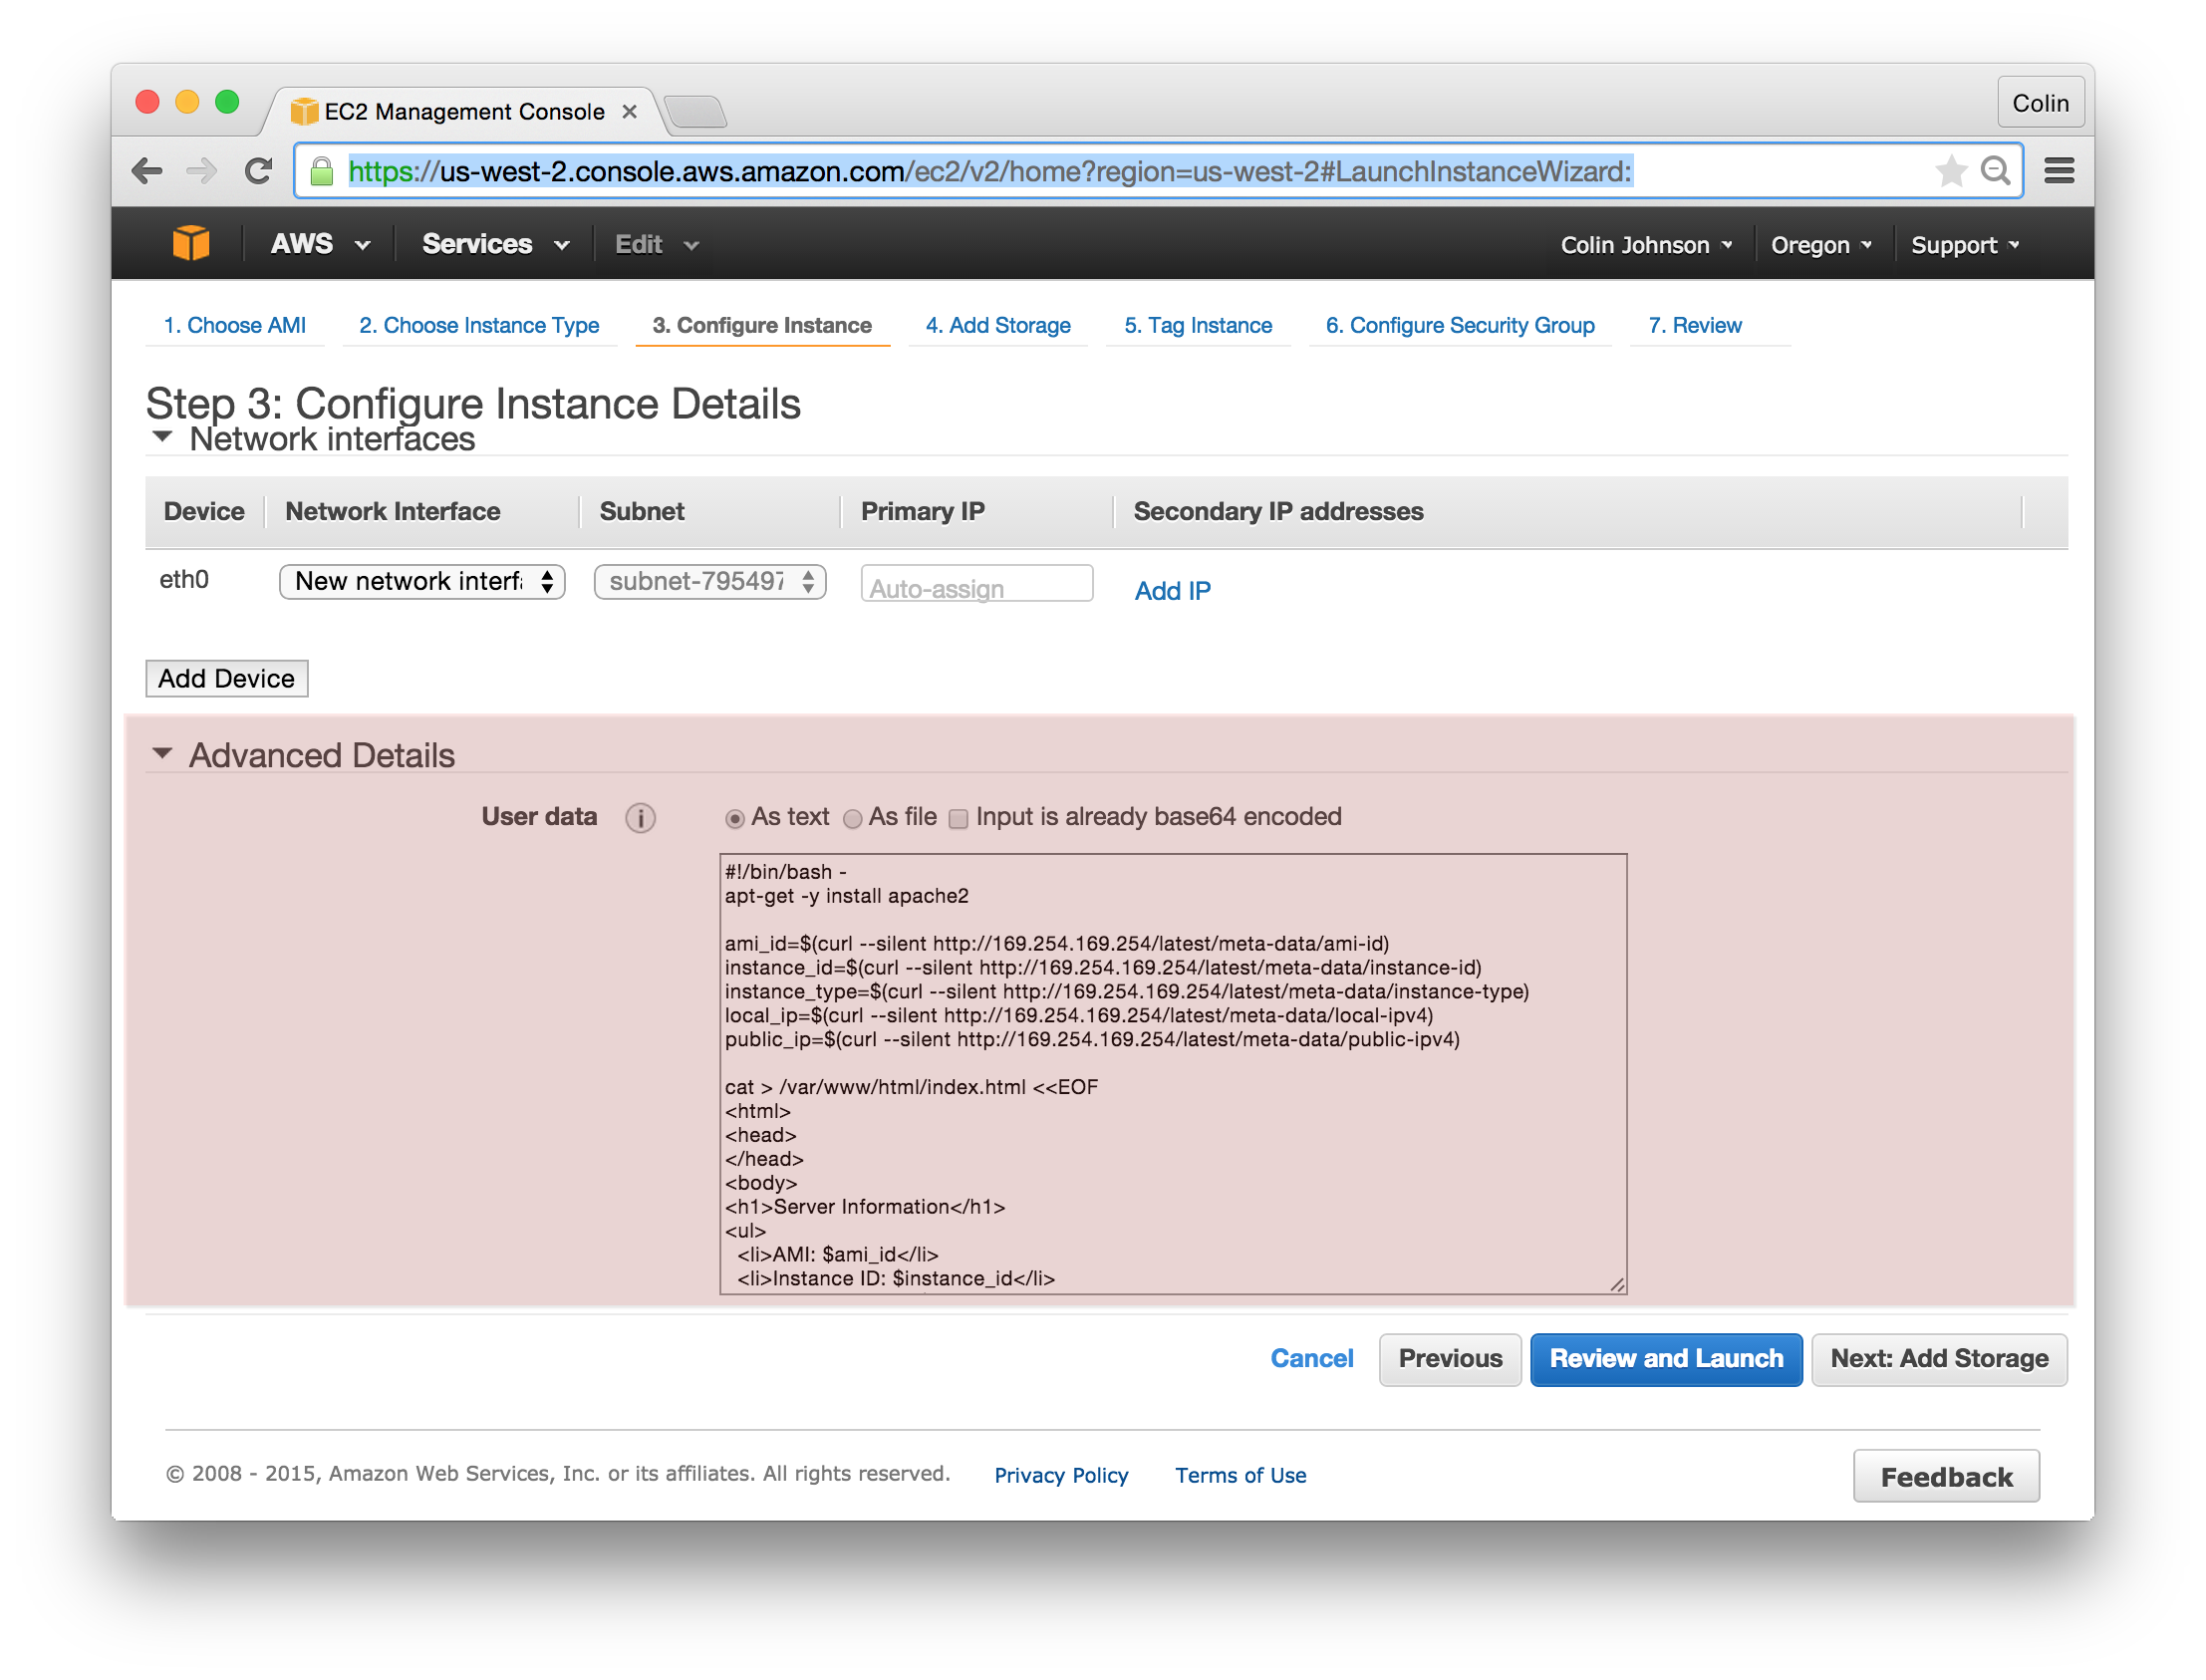 EC2 Management Console
Colin
https://us-west-2.console.aws.amazon.com/ec2/v2/home?region=us-west-2#LaunchInstanceWizard:
AWS Services Edit Colin Johnson Oregon Support
1. Choose AMI 2. Choose Instance Type 3. Configure Instance 4. Add Storage 5. Tag Instance 6. Configure Security Group 7. Review
Step 3: Configure Instance Details
Network interfaces
Device Network Interface Subnet Primary IP Secondary IP addresses
eth0 New network interf subnet-795497 Auto-assign Add IP
Add Device
Advanced Details
User data i As text As file Input is already base64 encoded
#!/bin/bash -
apt-get -y install apache2
ami_id=$(curl --silent http://169.254.169.254/latest/meta-data/ami-id)
instance_id=$(curl --silent http://169.254.169.254/latest/meta-data/instance-id)
instance_type=$(curl --silent http://169.254.169.254/latest/meta-data/instance-type)
local_ip=$(curl --silent http://169.254.169.254/latest/meta-data/local-ipv4)
public_ip=$(curl --silent http://169.254.169.254/latest/meta-data/public-ipv4)
cat > /var/www/html/index.html <<EOF
<html>
<head>
</head>
<body>
<h1>Server Information</h1>
<ul>
<li>AMI: $ami_id</li>
<li>Instance ID: $instance_id</li>
Cancel Previous Review and Launch Next: Add Storage
© 2008 - 2015, Amazon Web Services, Inc. or its affiliates. All rights reserved. Privacy Policy Terms of Use Feedback